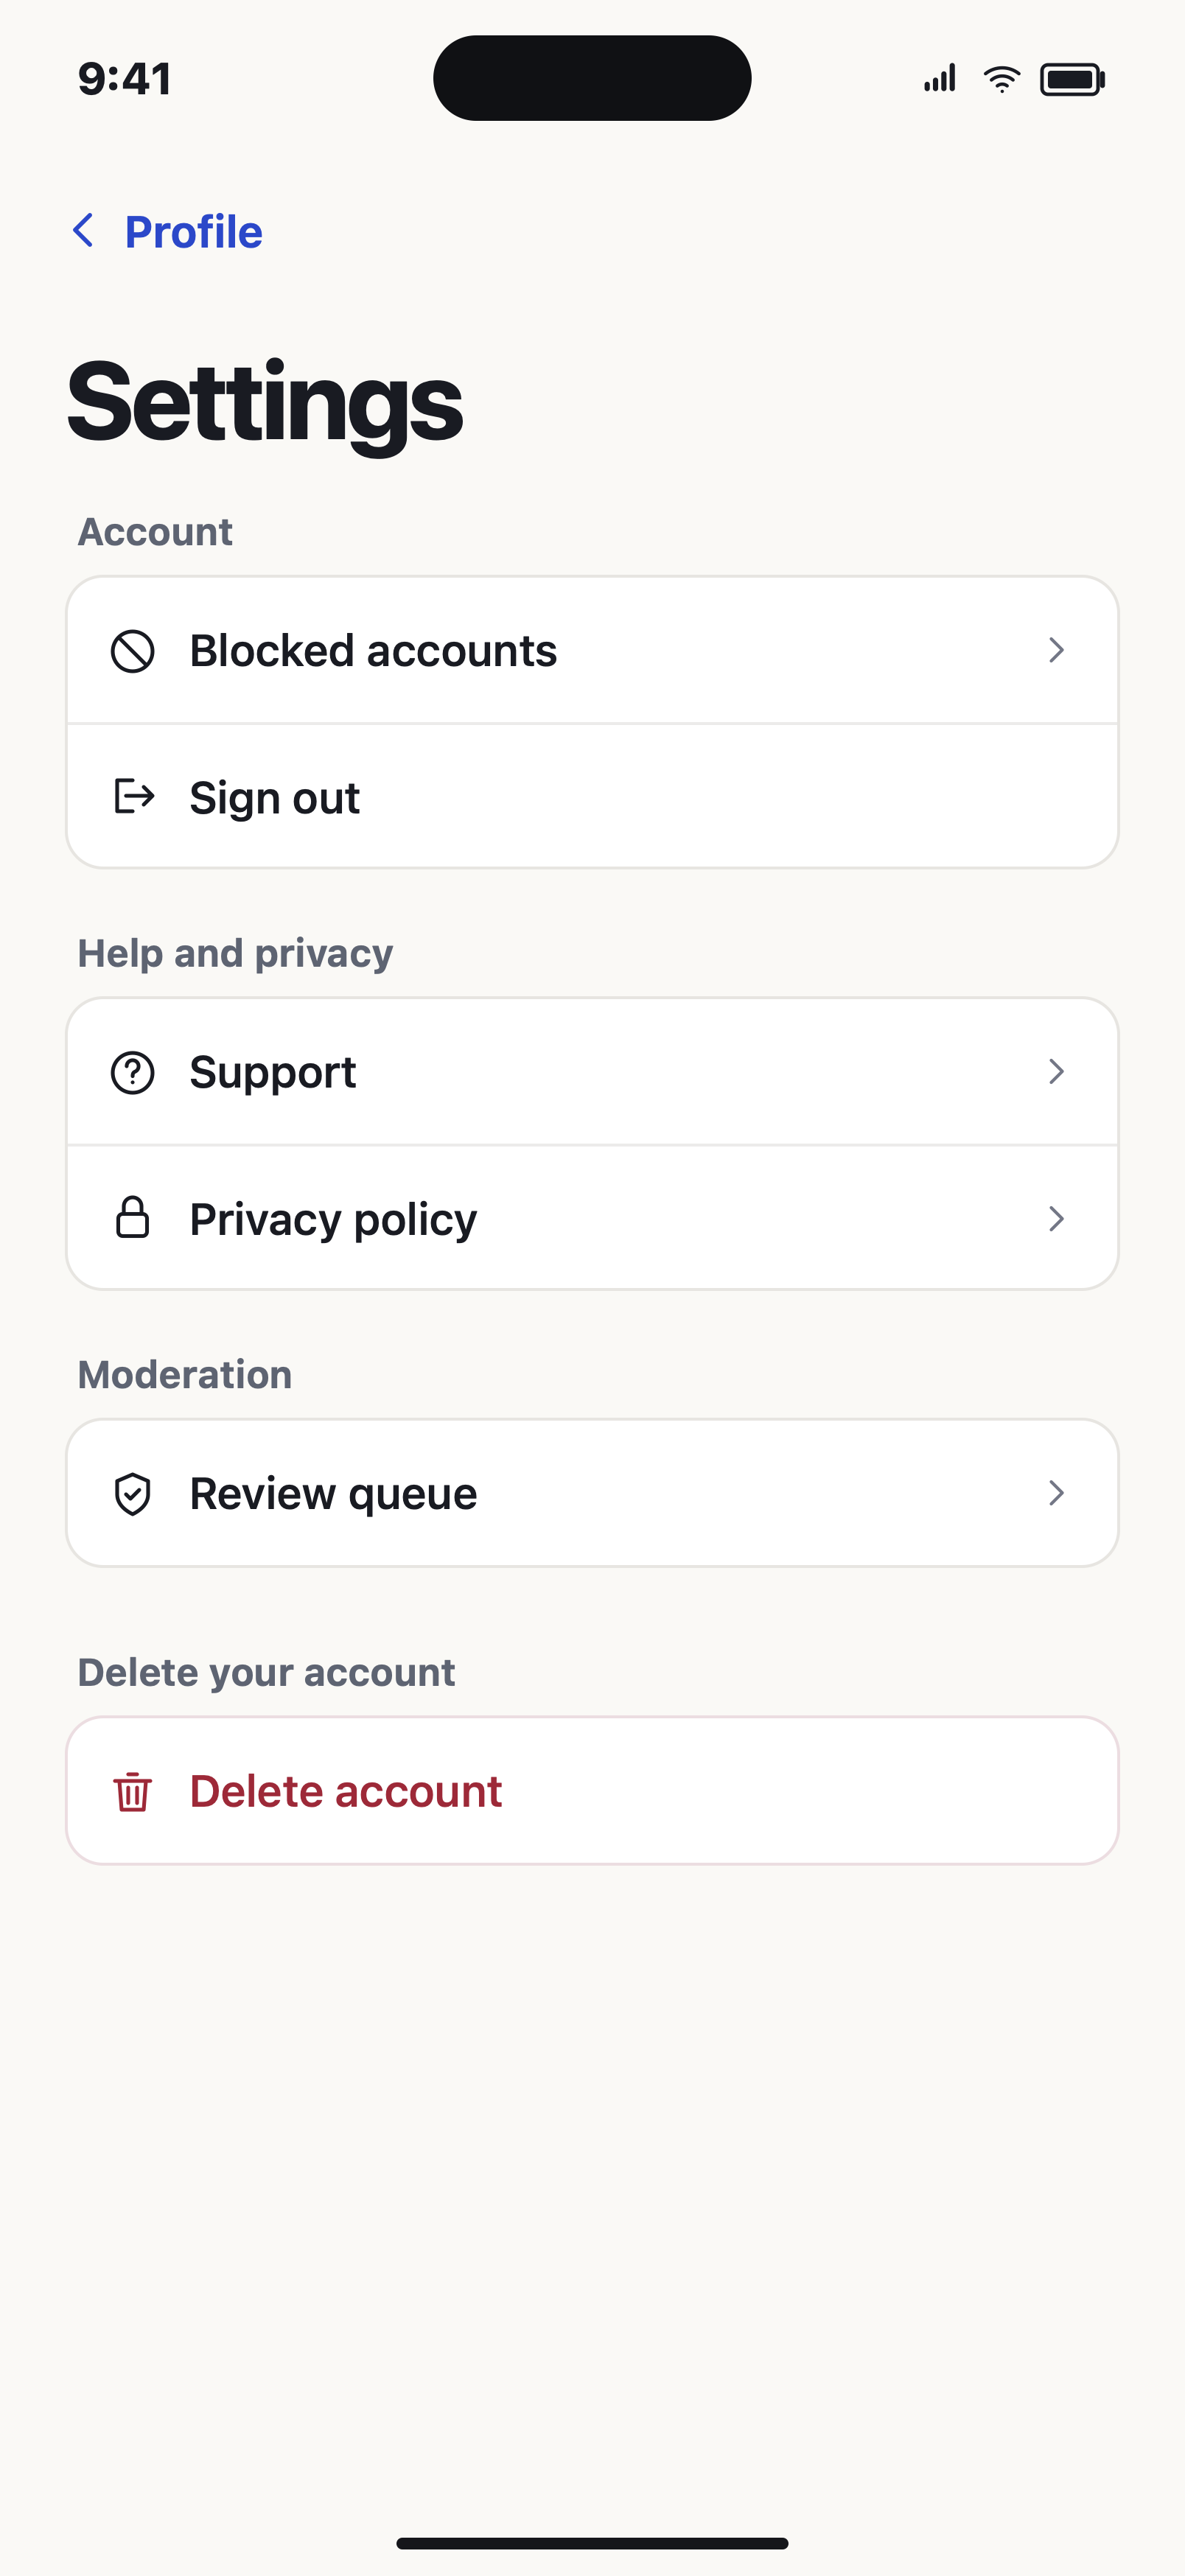 9:41
Profile
Settings
Account
Blocked accounts
Sign out
Help and privacy
Support
Privacy policy
Moderation
Review queue
Delete your account
Delete account